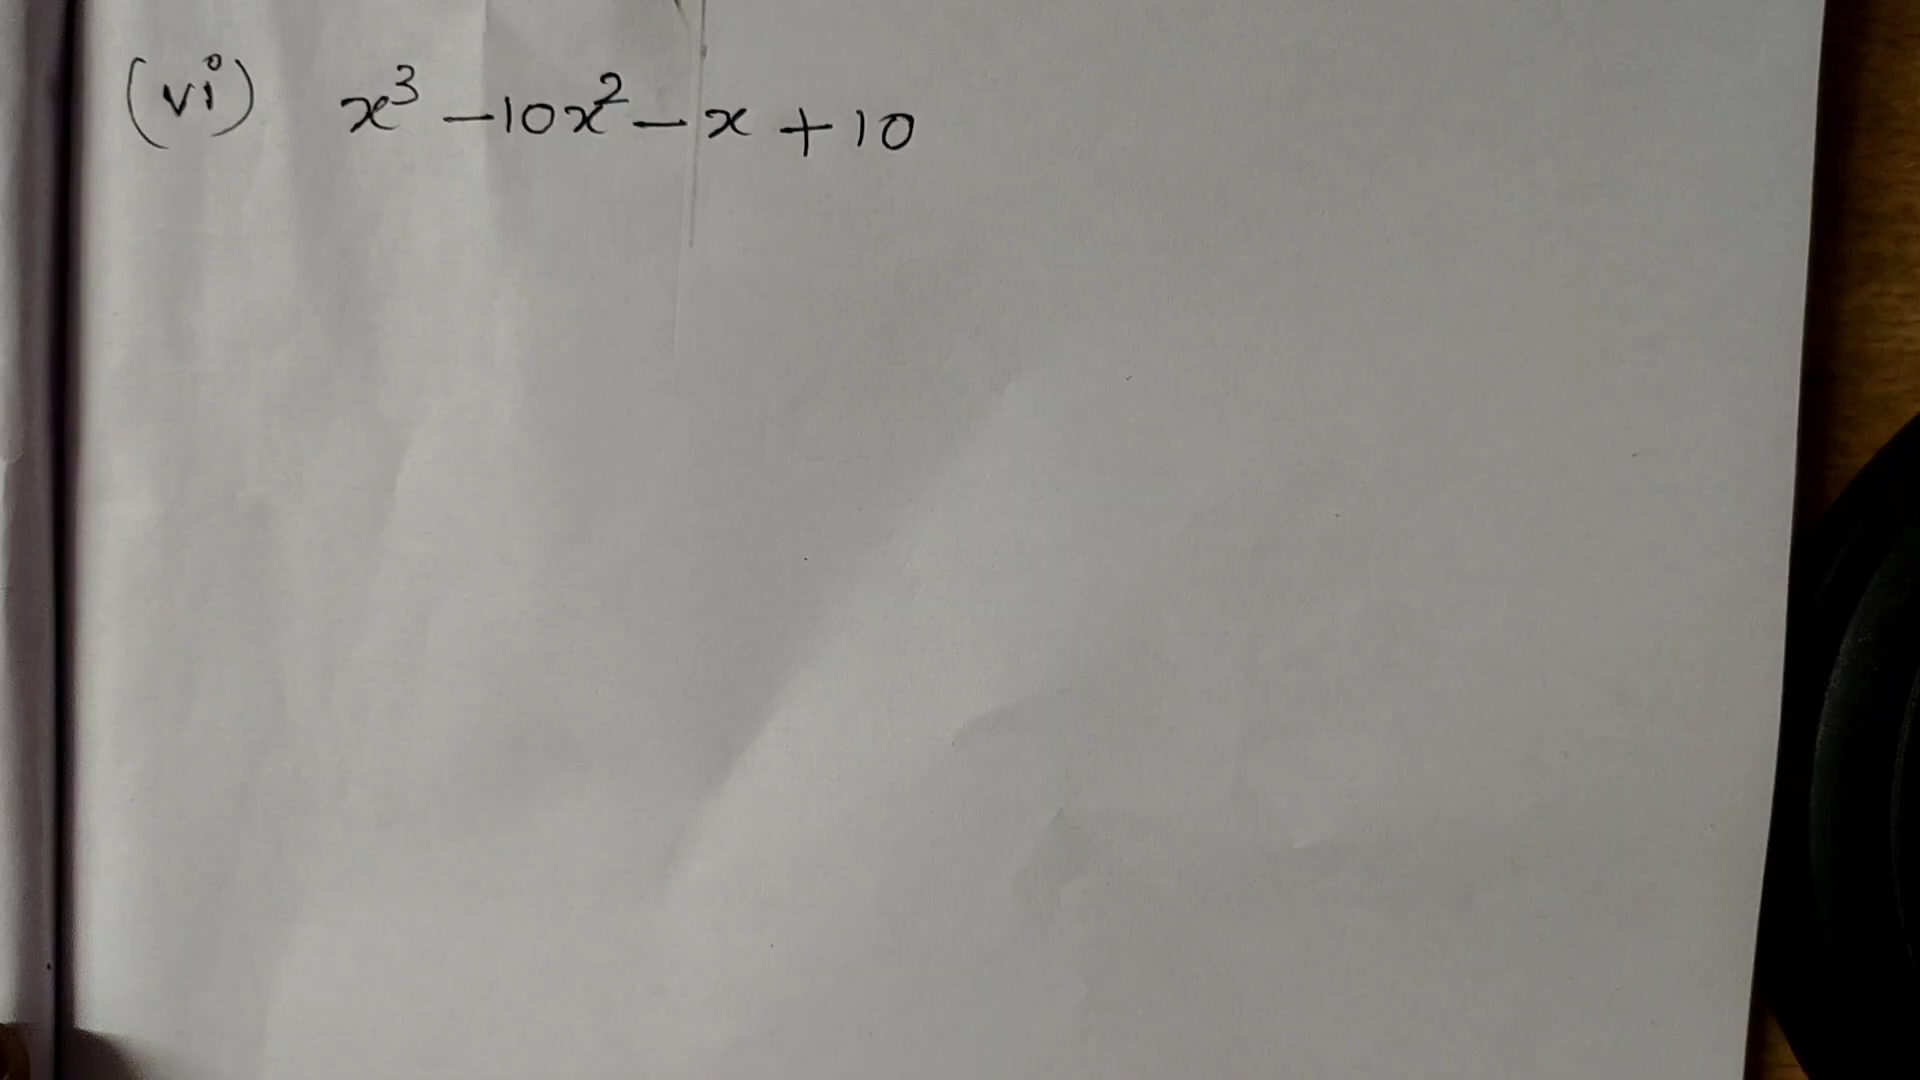 (vi) x³ - 10x² - x + 10